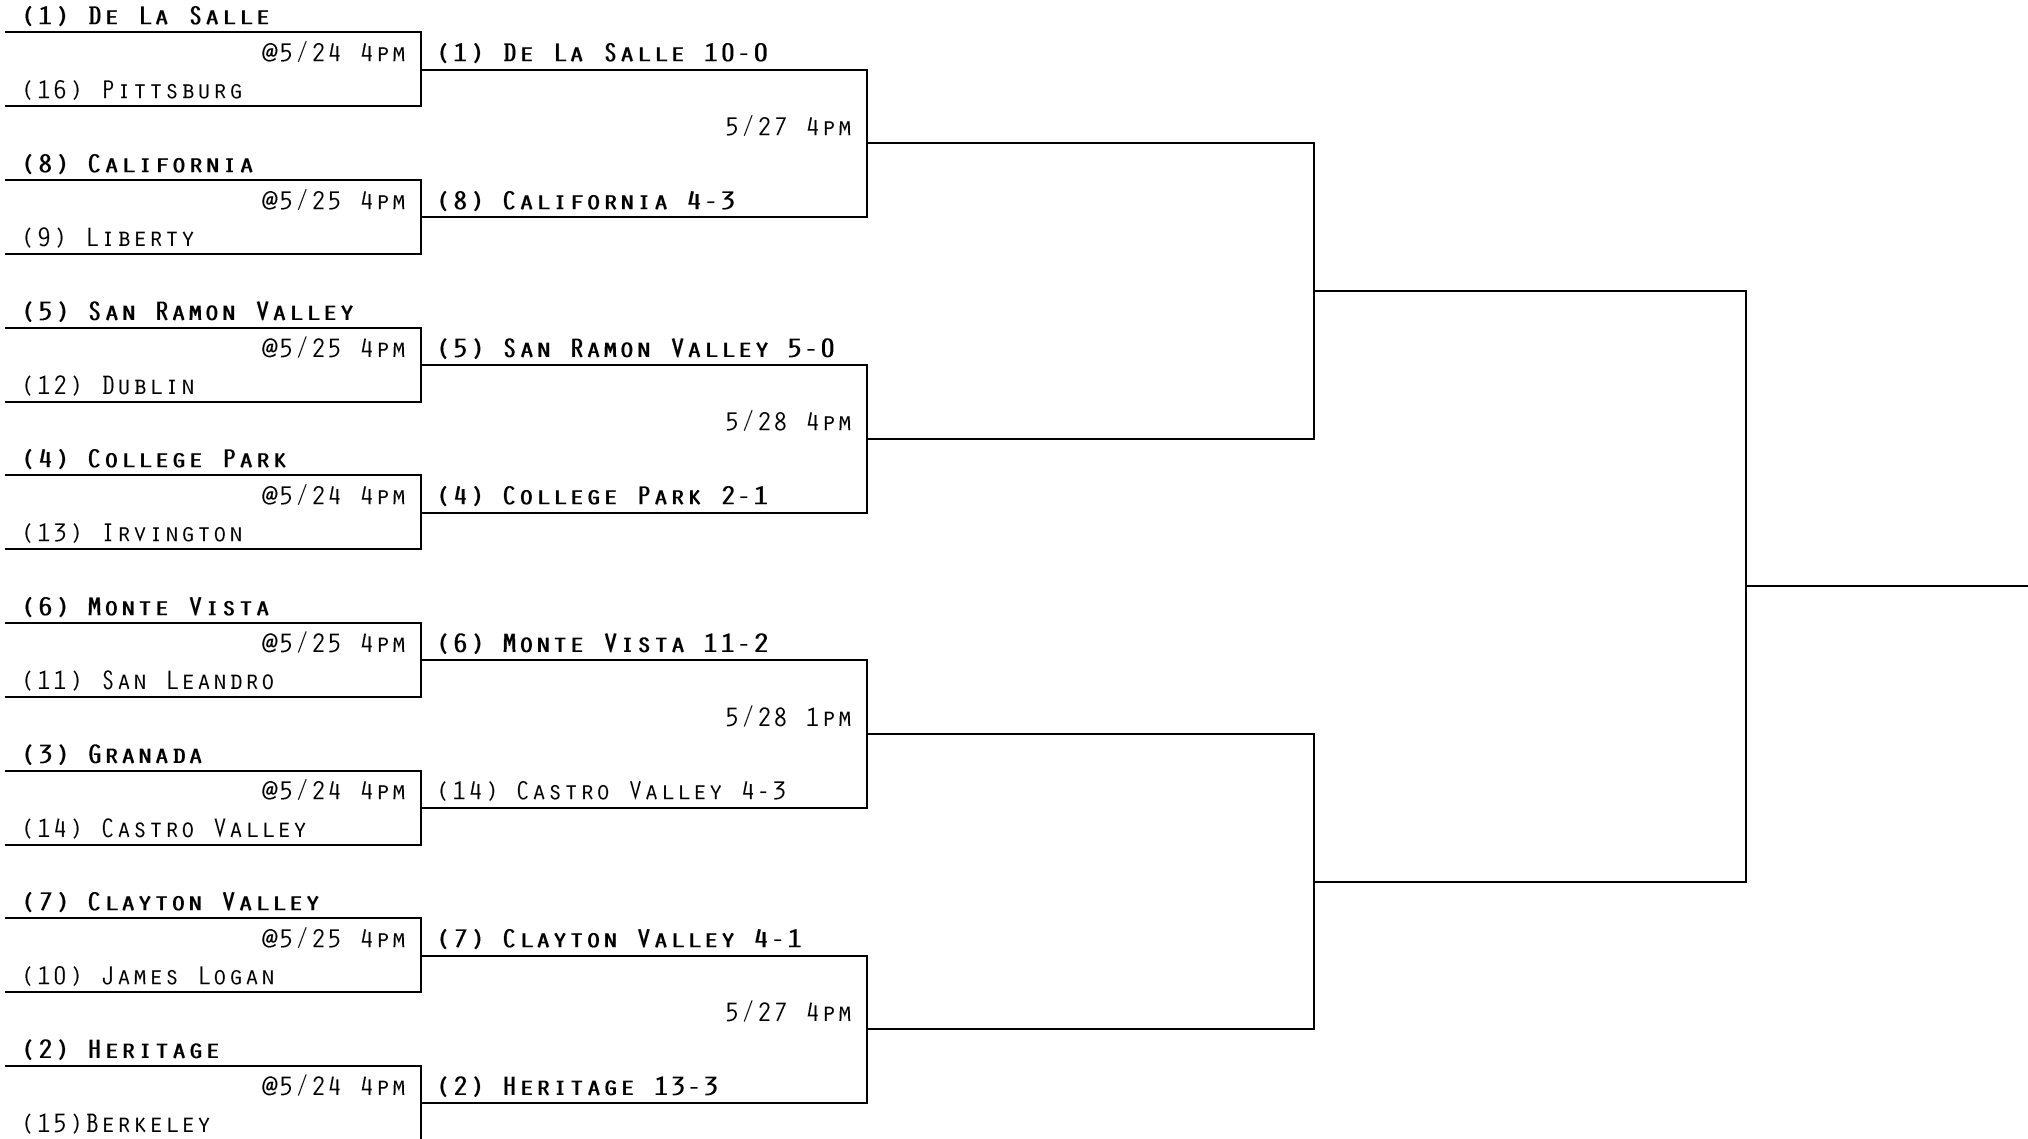 (1) De La Salle
@5/24 4pm
(1) De La Salle 10-0
(16) Pittsburg
5/27 4pm
(8) California
@5/25 4pm
(8) California 4-3
(9) Liberty
(5) San Ramon Valley
@5/25 4pm
(5) San Ramon Valley 5-0
(12) Dublin
5/28 4pm
(4) College Park
@5/24 4pm
(4) College Park 2-1
(13) Irvington
(6) Monte Vista
@5/25 4pm
(6) Monte Vista 11-2
(11) San Leandro
5/28 1pm
(3) Granada
@5/24 4pm
(14) Castro Valley 4-3
(14) Castro Valley
(7) Clayton Valley
@5/25 4pm
(7) Clayton Valley 4-1
(10) James Logan
5/27 4pm
(2) Heritage
@5/24 4pm
(2) Heritage 13-3
(15)Berkeley